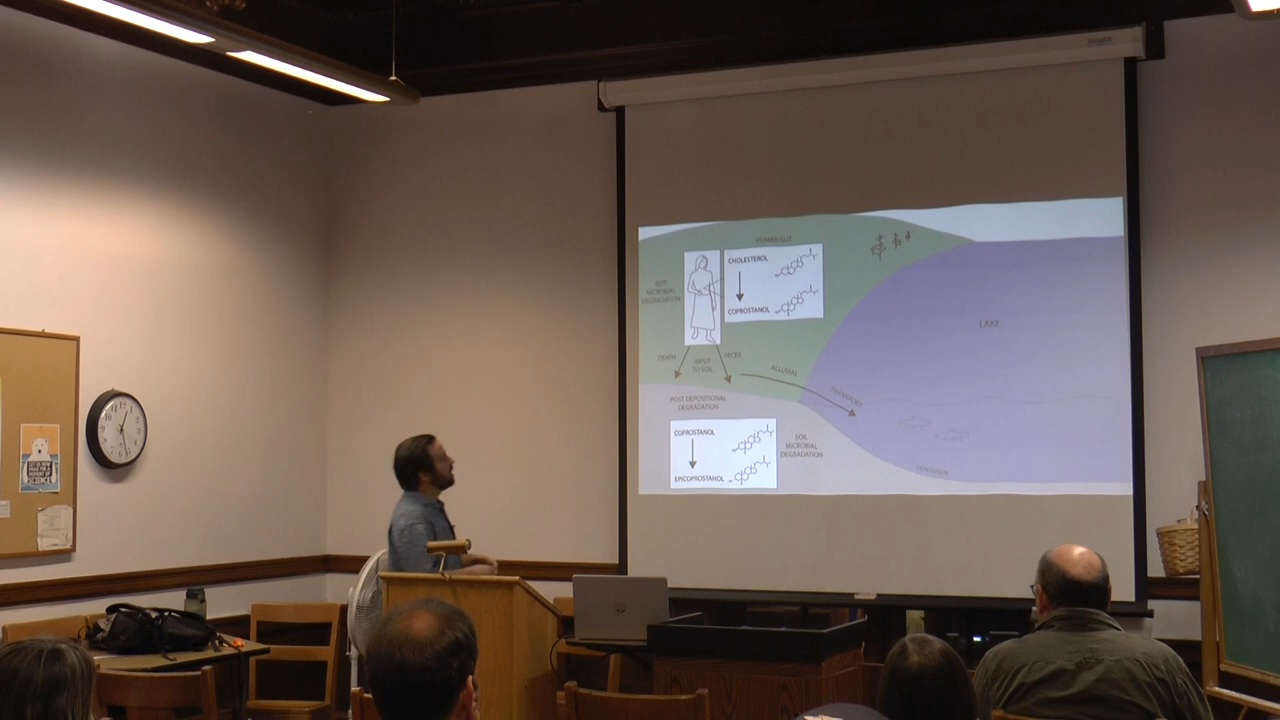 HUMAN GUT
CHOLESTEROL
COPROSTANOL
GUT
MICROBIAL
DEGRADATION
DEATH
INPUT
TO SOIL
FECES
ALLUVIAL
TRANSPORT
LAKE
POST DEPOSITIONAL
DEGRADATION
COPROSTANOL
EPICOPROSTANOL
SOIL
MICROBIAL
DEGRADATION
DEPOSITION
SCIENCE